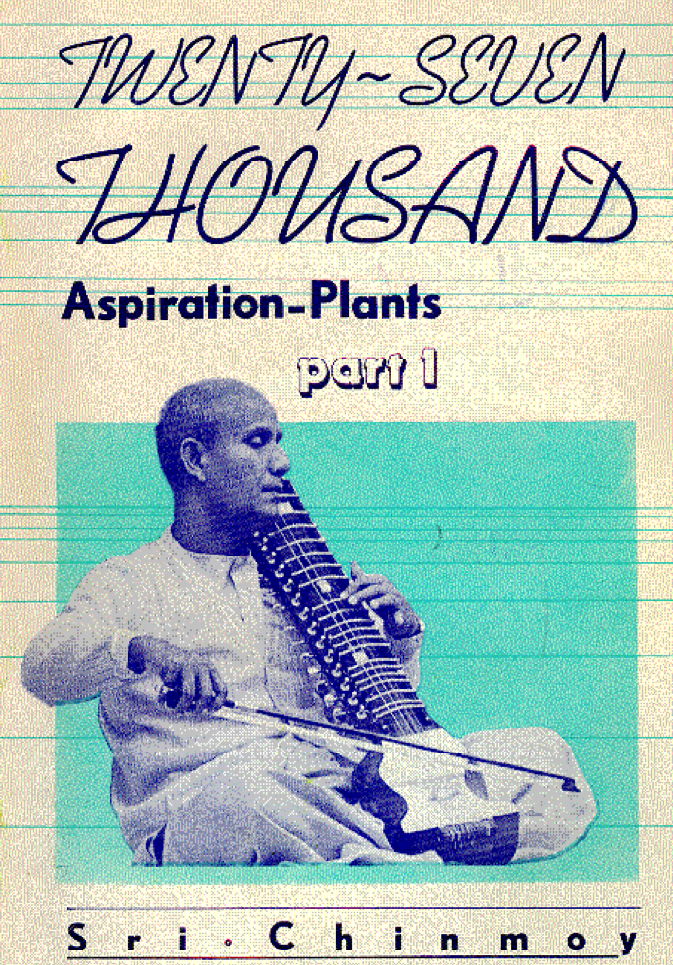 TWENTY~SEVEN
THOUSAND
Aspiration-Plants
part 1
Sri Chinmoy